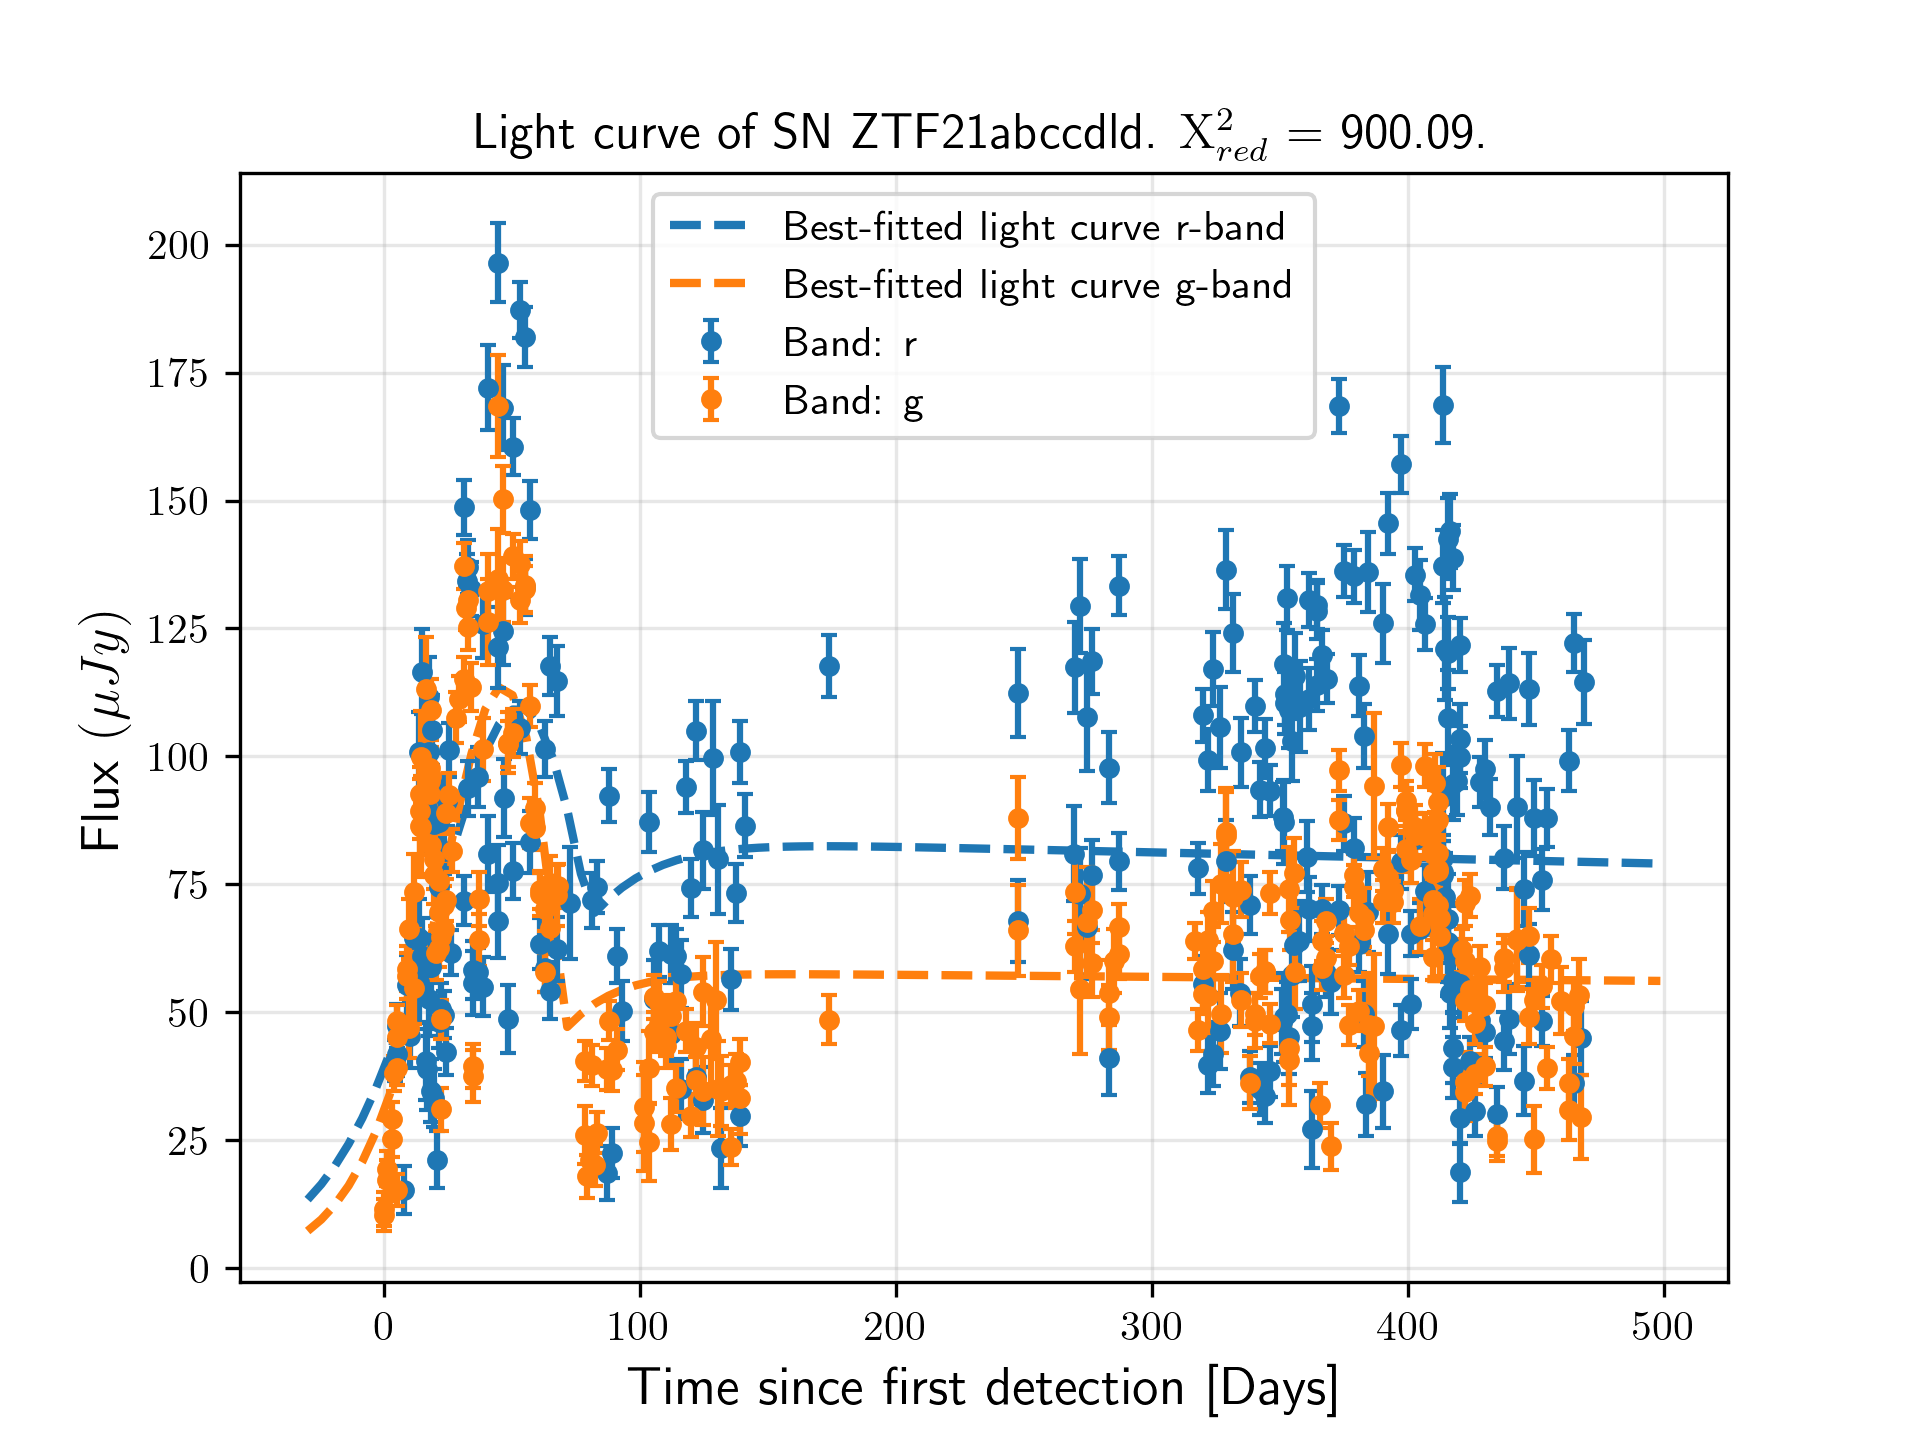 Light curve of SN ZTF21abccdld. X²_red = 900.09.
Best-fitted light curve r-band
Best-fitted light curve g-band
Band: r
Band: g
Flux (μJy)
200
175
150
125
100
75
50
25
0
0 100 200 300 400 500
Time since first detection [Days]